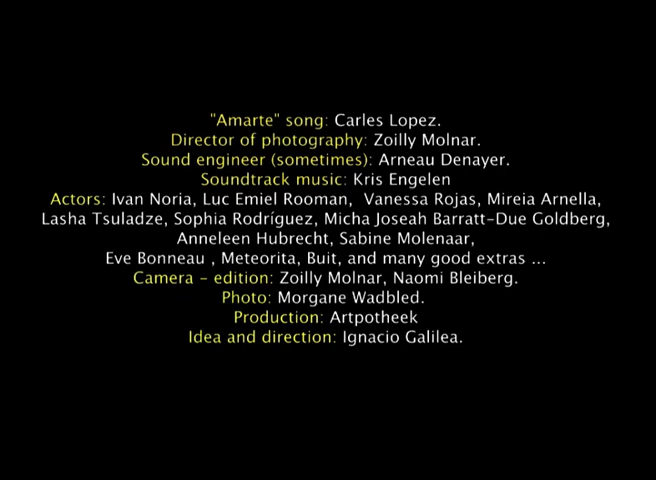 "Amarte" song: Carles Lopez.
Director of photography: Zoilly Molnar.
Sound engineer (sometimes): Arneau Denayer.
Soundtrack music: Kris Engelen
Actors: Ivan Noria, Luc Emiel Rooman,  Vanessa Rojas, Mireia Arnella,
Lasha Tsuladze, Sophia Rodríguez, Micha Joseah Barratt-Due Goldberg,
Anneleen Hubrecht, Sabine Molenaar,
Eve Bonneau , Meteorita, Buit, and many good extras ...
Camera - edition: Zoilly Molnar, Naomi Bleiberg.
Photo: Morgane Wadbled.
Production: Artpotheek
Idea and direction: Ignacio Galilea.